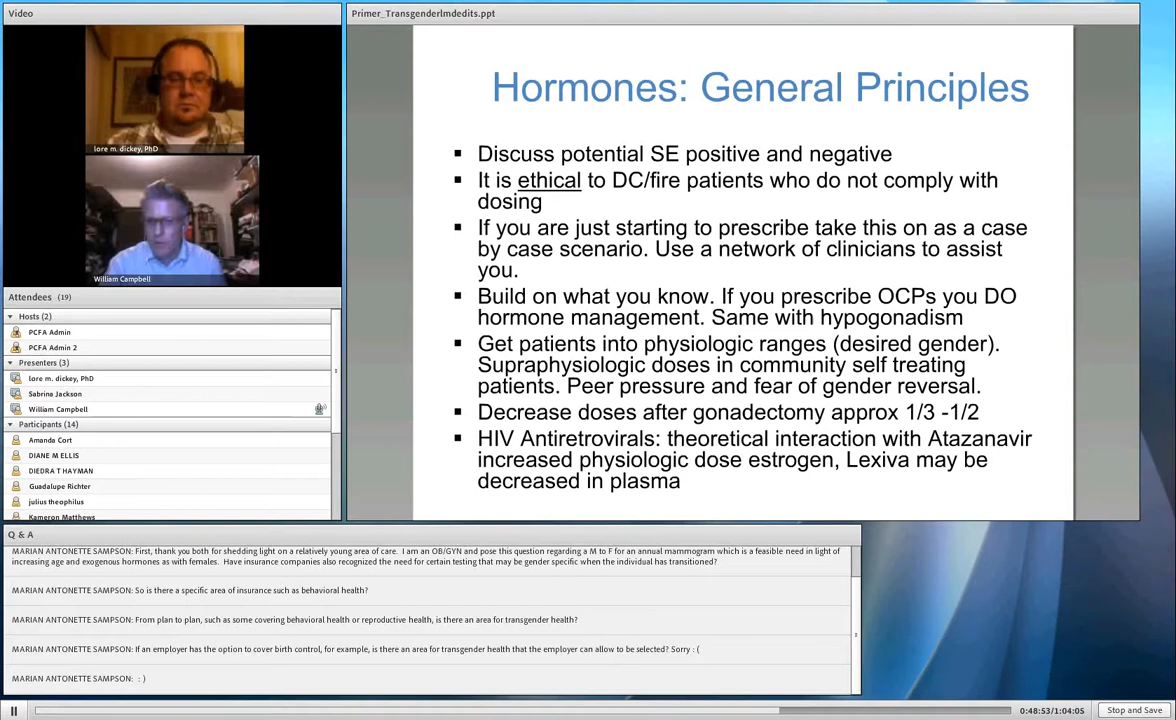 Video
lore m. dickey, PhD
William Campbell
Attendees (19)
Hosts (2)
PCFA Admin
PCFA Admin 2
Presenters (3)
lore m. dickey, PhD
Sabrina Jackson
William Campbell
Participants (14)
Amanda Cort
DIANE M ELLIS
DIEDRA T HAYMAN
Guadalupe Richter
julius theophilus
Kameron Matthews
Primer_Transgenderlmdedits.ppt
Hormones: General Principles
▪ Discuss potential SE positive and negative
▪ It is ethical to DC/fire patients who do not comply with
dosing
▪ If you are just starting to prescribe take this on as a case
by case scenario. Use a network of clinicians to assist
you.
▪ Build on what you know. If you prescribe OCPs you DO
hormone management. Same with hypogonadism
▪ Get patients into physiologic ranges (desired gender).
Supraphysiologic doses in community self treating
patients. Peer pressure and fear of gender reversal.
▪ Decrease doses after gonadectomy approx 1/3 -1/2
▪ HIV Antiretrovirals: theoretical interaction with Atazanavir
increased physiologic dose estrogen, Lexiva may be
decreased in plasma
Q & A
MARIAN ANTONETTE SAMPSON: First, thank you both for shedding light on a relatively young area of care. I am an OB/GYN and pose this question regarding a M to F for an annual mammogram which is a feasible need in light of
increasing age and exogenous hormones as with females. Have insurance companies also recognized the need for certain testing that may be gender specific when the individual has transitioned?
MARIAN ANTONETTE SAMPSON: So is there a specific area of insurance such as behavioral health?
MARIAN ANTONETTE SAMPSON: From plan to plan, such as some covering behavioral health or reproductive health, is there an area for transgender health?
MARIAN ANTONETTE SAMPSON: If an employer has the option to cover birth control, for example, is there an area for transgender health that the employer can allow to be selected? Sorry : (
MARIAN ANTONETTE SAMPSON: : )
0:48:53/1:04:05
Stop and Save